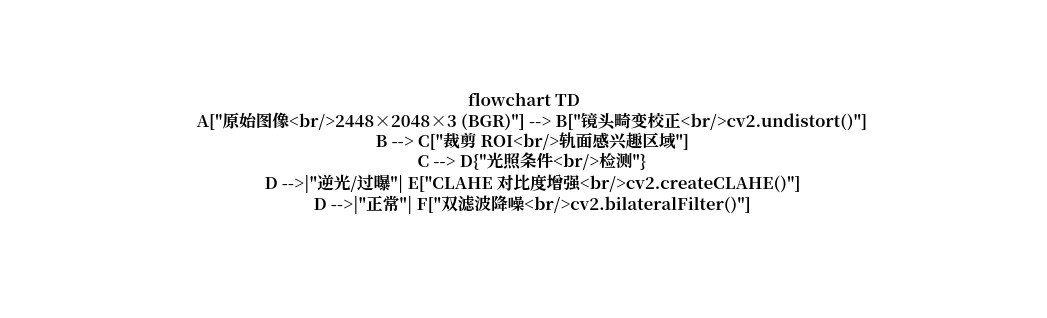 flowchart TD
A["原始图像<br/>2448×2048×3 (BGR)"] --> B["镜头畸变校正<br/>cv2.undistort()"]
B --> C["裁剪 ROI<br/>轨面感兴趣区域"]
C --> D{"光照条件<br/>检测"}
D -->|"逆光/过曝"| E["CLAHE 对比度增强<br/>cv2.createCLAHE()"]
D -->|"正常"| F["双滤波降噪<br/>cv2.bilateralFilter()"]